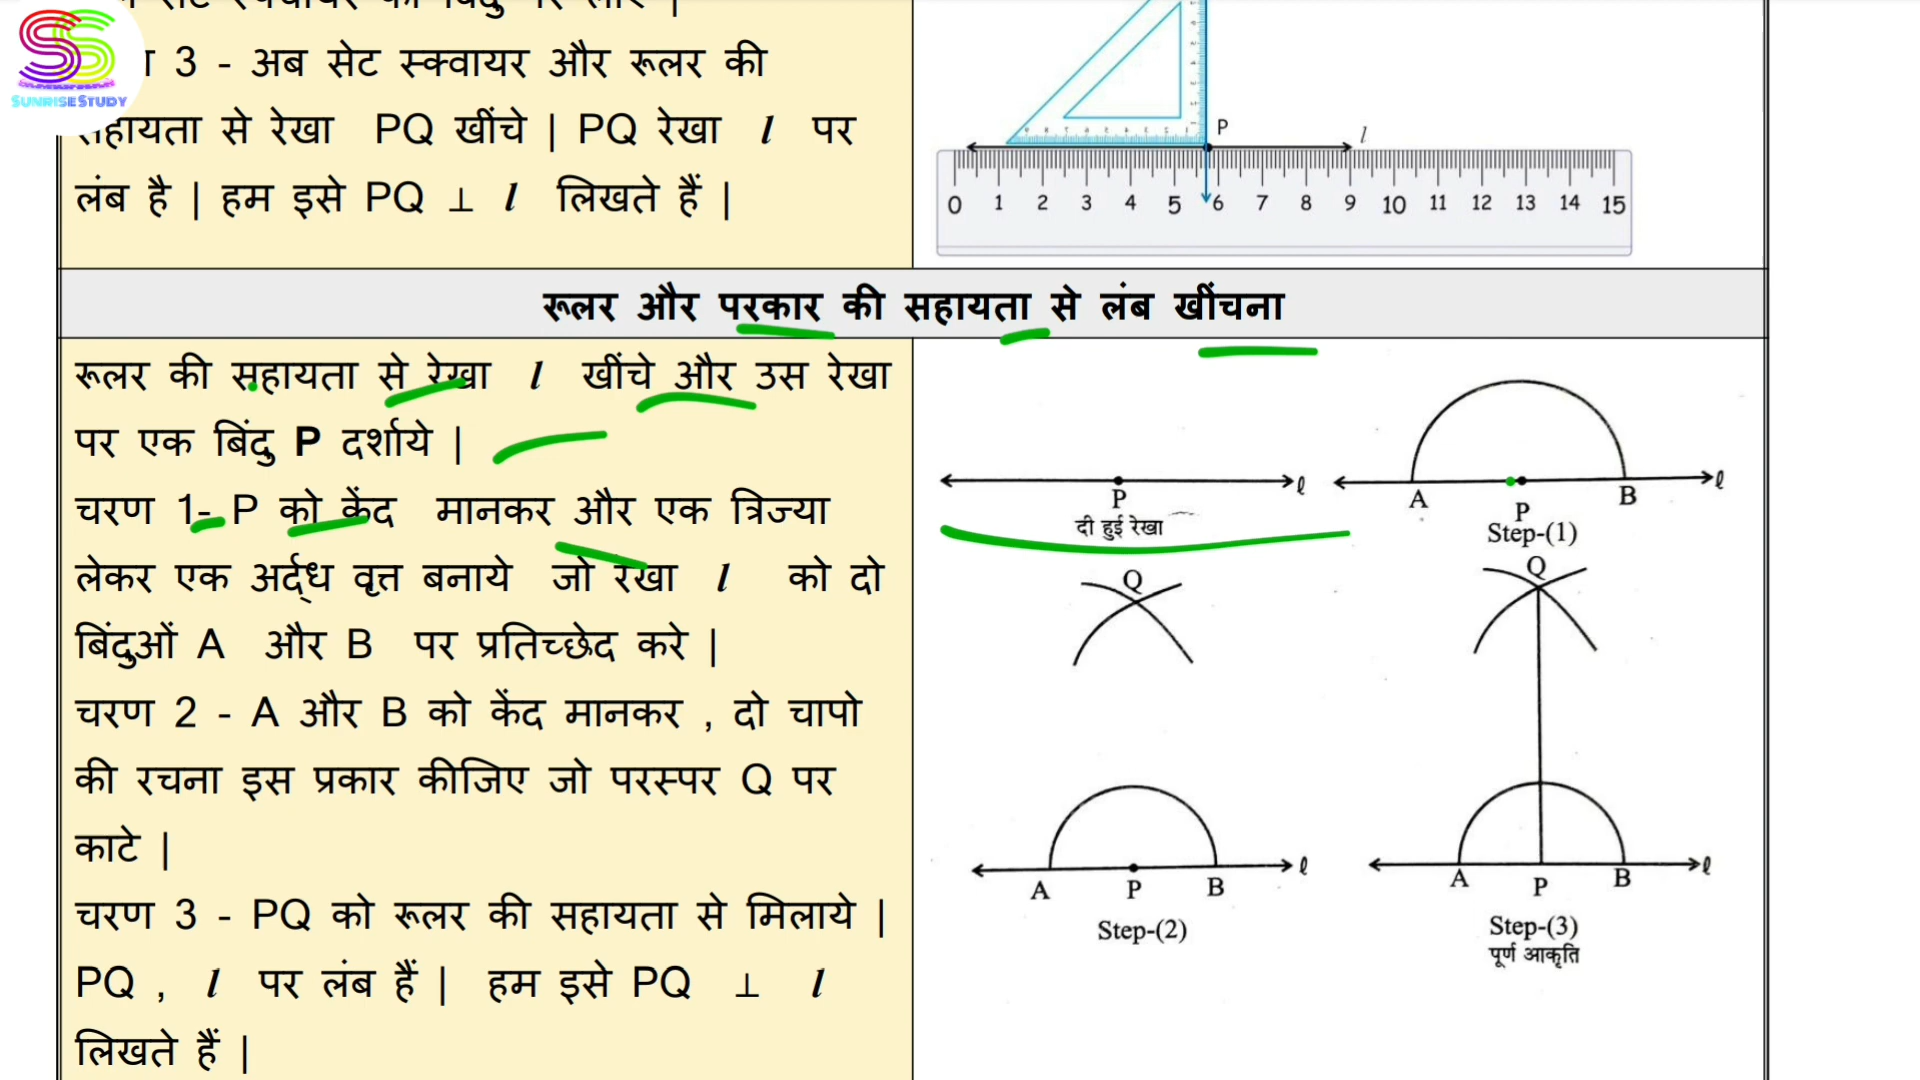 SS
SUNRISESTUDY
3 - अब सेट स्क्वायर और रूलर की
सहायता से रेखा PQ खींचे | PQ रेखा l पर
लंब है | हम इसे PQ ⊥ l लिखते हैं |
P
l
0 1 2 3 4 5 6 7 8 9 10 11 12 13 14 15
रूलर और परकार की सहायता से लंब खींचना
रूलर की सहायता से रेखा l खींचे और उस रेखा
पर एक बिंदु P दर्शाये |
चरण 1- P को केंद मानकर और एक त्रिज्या
लेकर एक अर्द्ध वृत्त बनाये जो रेखा l को दो
बिंदुओं A और B पर प्रतिच्छेद करे |
चरण 2 - A और B को केंद मानकर , दो चापो
की रचना इस प्रकार कीजिए जो परस्पर Q पर
काटे |
चरण 3 - PQ को रूलर की सहायता से मिलाये |
PQ , l पर लंब हैं | हम इसे PQ ⊥ l
लिखते हैं |
P ℓ
दी हुई रेखा
A P B ℓ
Step-(1)
Q
A P B ℓ
Step-(2)
Q
A P B ℓ
Step-(3)
पूर्ण आकृति